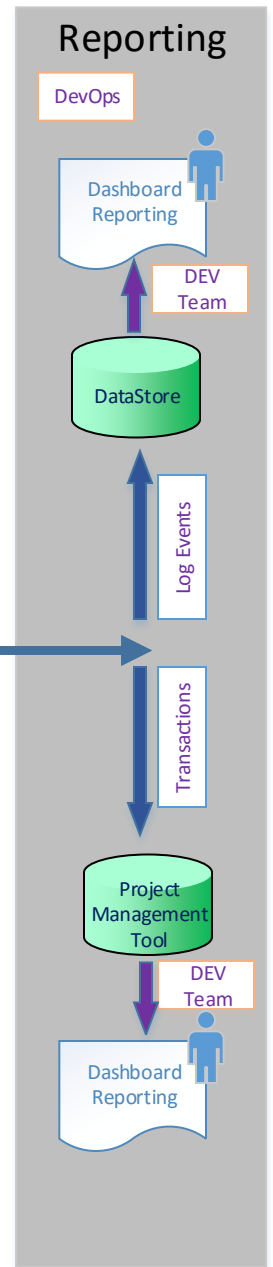 Reporting
DevOps
Dashboard
Reporting
DEV
Team
DataStore
Log Events
Transactions
Project
Management
Tool
DEV
Team
Dashboard
Reporting